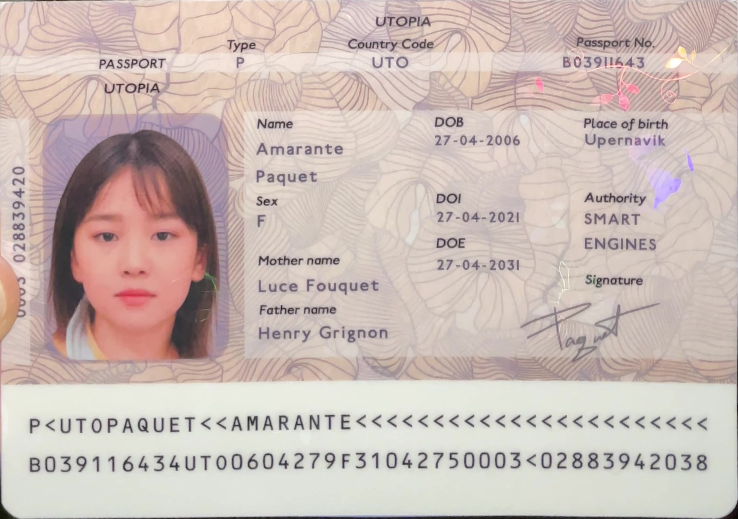 UTOPIA
Type
Country Code
Passport No.
PASSPORT
P
UTO
B03911643
UTOPIA
Name
DOB
Place of birth
Amarante
27-04-2006
Upernavik
Paquet
Sex
DOI
Authority
F
27-04-2021
SMART
DOE
ENGINES
Mother name
27-04-2031
Luce Fouquet
Signature
Father name
Henry Grignon
Paquet
0003 028839420
P<UTOPAQUET<<AMARANTE<<<<<<<<<<<<<<<<<<<<<<<
B039116434UTO0604279F31042750003<02883942038